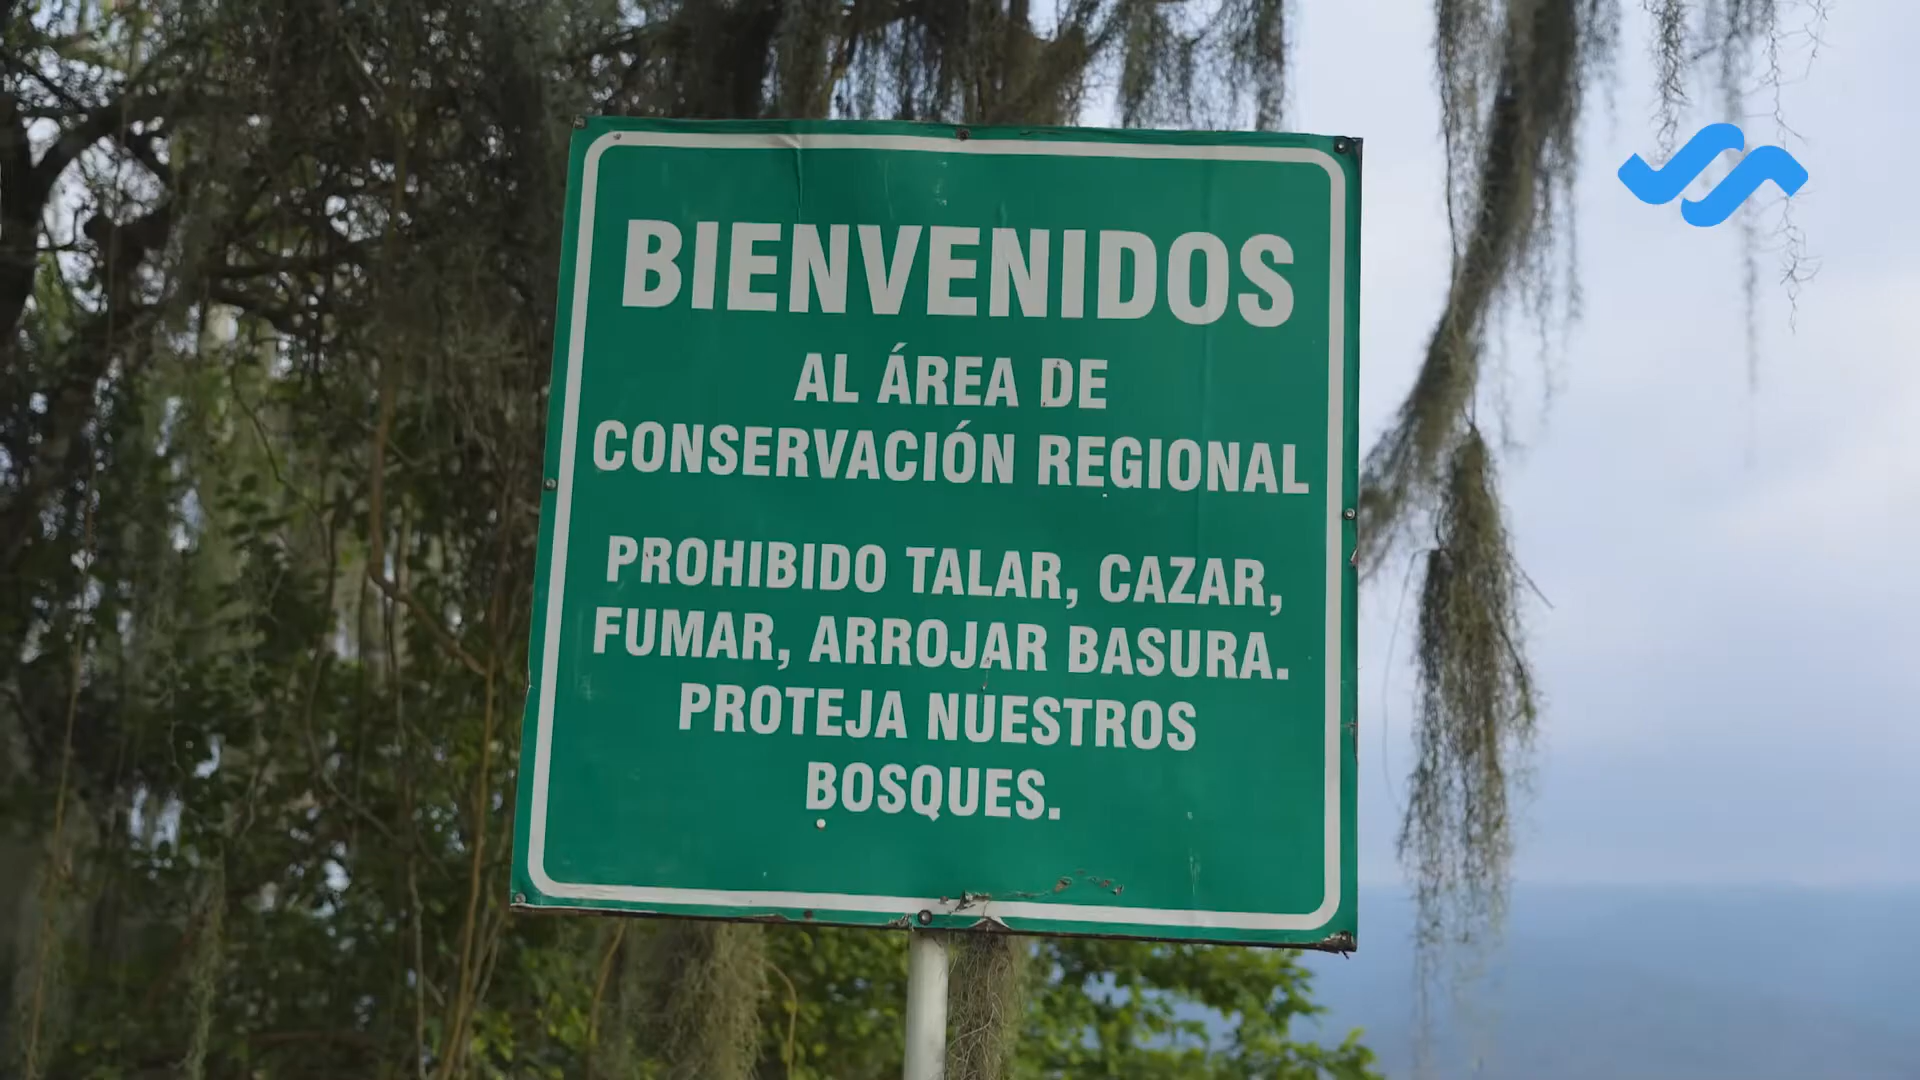 BIENVENIDOS
AL ÁREA DE
CONSERVACIÓN REGIONAL
PROHIBIDO TALAR, CAZAR,
FUMAR, ARROJAR BASURA.
PROTEJA NUESTROS
BOSQUES.